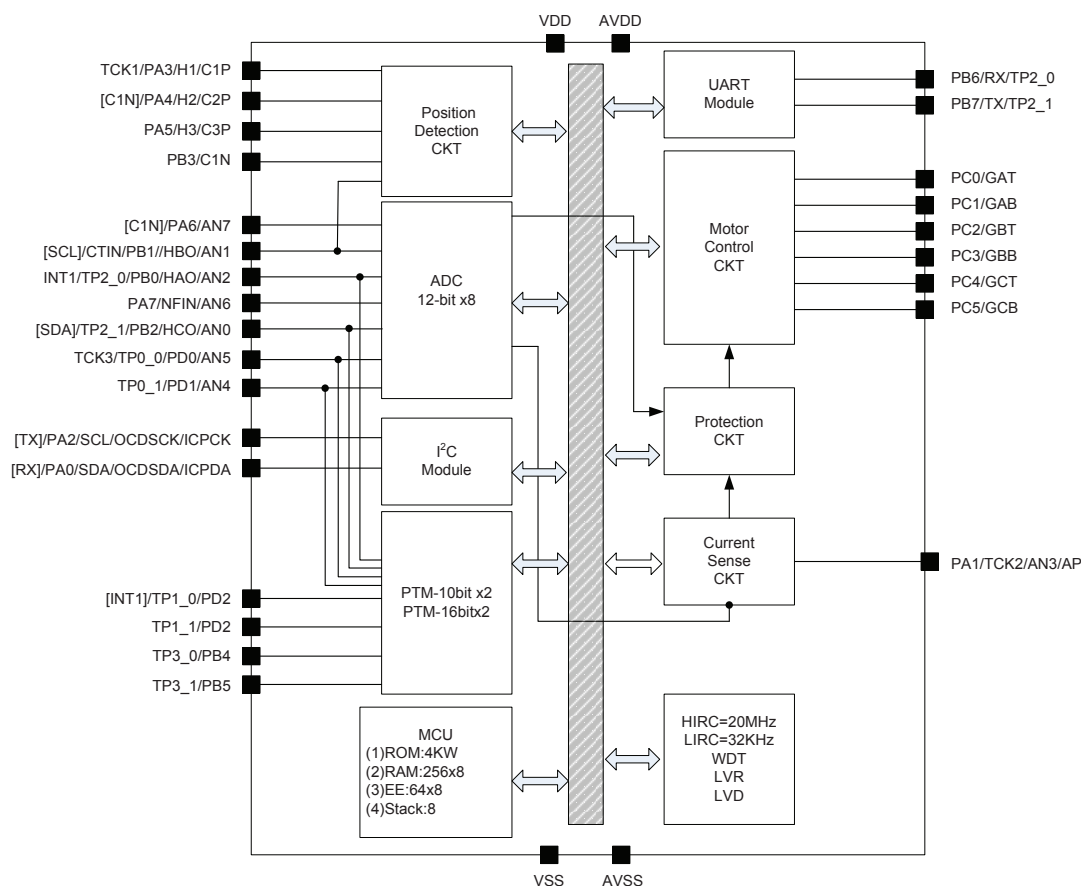 VDD
AVDD
TCK1/PA3/H1/C1P
[C1N]/PA4/H2/C2P
PA5/H3/C3P
PB3/C1N
[C1N]/PA6/AN7
[SCL]/CTIN/PB1//HBO/AN1
INT1/TP2_0/PB0/HAO/AN2
PA7/NFIN/AN6
[SDA]/TP2_1/PB2/HCO/AN0
TCK3/TP0_0/PD0/AN5
TP0_1/PD1/AN4
[TX]/PA2/SCL/OCDSCK/ICPCK
[RX]/PA0/SDA/OCDSDA/ICPDA
[INT1]/TP1_0/PD2
TP1_1/PD2
TP3_0/PB4
TP3_1/PB5
Position
Detection
CKT
ADC
12-bit x8
I²C
Module
PTM-10bit x2
PTM-16bitx2
MCU
(1)ROM:4KW
(2)RAM:256x8
(3)EE:64x8
(4)Stack:8
UART
Module
Motor
Control
CKT
Protection
CKT
Current
Sense
CKT
HIRC=20MHz
LIRC=32KHz
WDT
LVR
LVD
PB6/RX/TP2_0
PB7/TX/TP2_1
PC0/GAT
PC1/GAB
PC2/GBT
PC3/GBB
PC4/GCT
PC5/GCB
PA1/TCK2/AN3/AP
VSS
AVSS